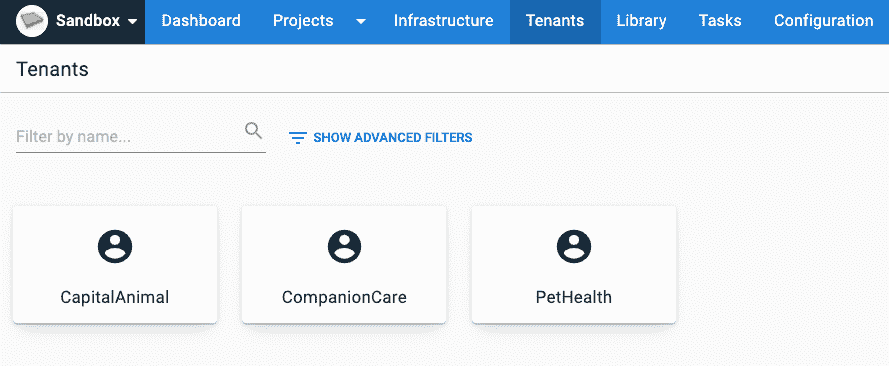 Sandbox Dashboard Projects Infrastructure Tenants Library Tasks Configuration
Tenants
Filter by name... SHOW ADVANCED FILTERS
CapitalAnimal CompanionCare PetHealth